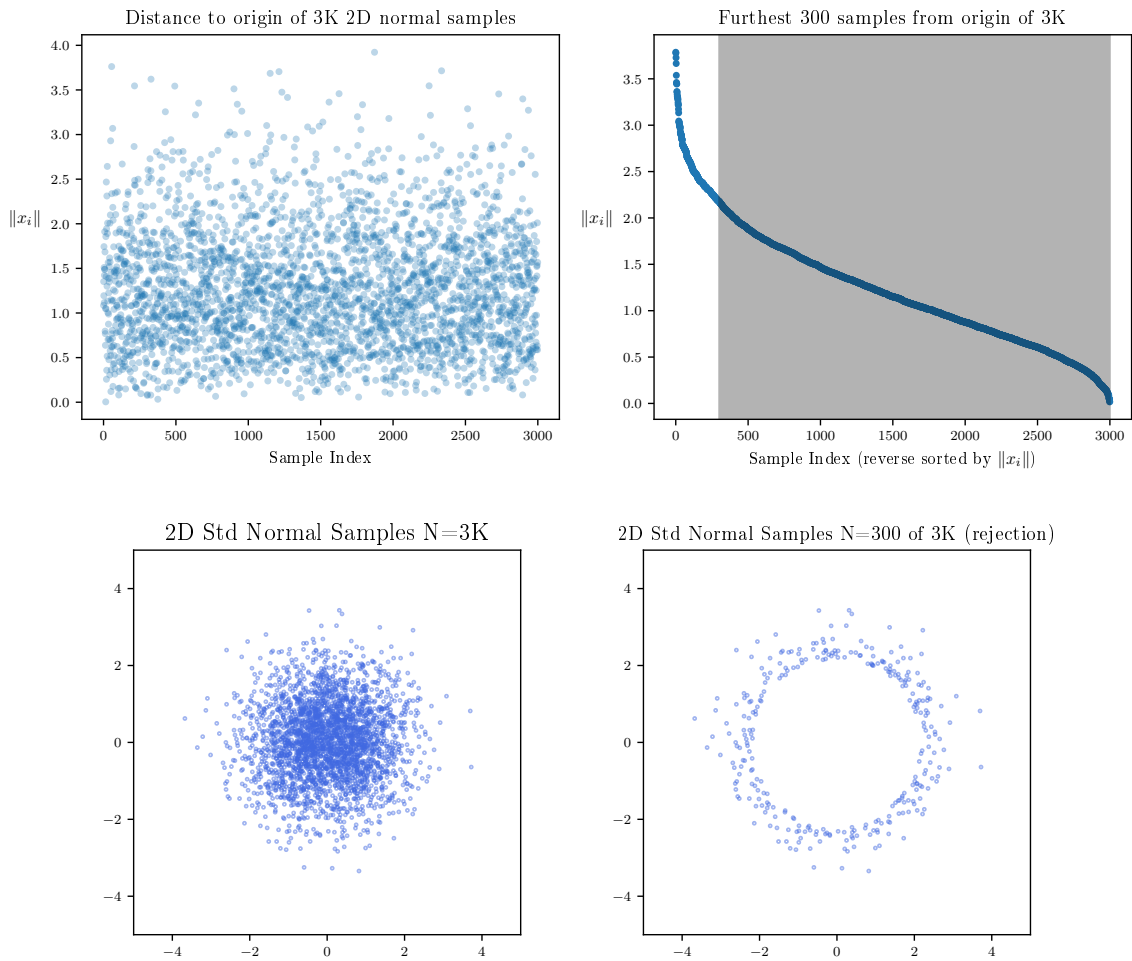 Distance to origin of 3K 2D normal samples
4.0
3.5
3.0
2.5
2.0
1.5
1.0
0.5
0.0
‖x_i‖
0 500 1000 1500 2000 2500 3000
Sample Index
Furthest 300 samples from origin of 3K
3.5
3.0
2.5
2.0
1.5
1.0
0.5
0.0
‖x_i‖
0 500 1000 1500 2000 2500 3000
Sample Index (reverse sorted by ‖x_i‖)
2D Std Normal Samples N=3K
4
2
0
−2
−4
−4 −2 0 2 4
2D Std Normal Samples N=300 of 3K (rejection)
4
2
0
−2
−4
−4 −2 0 2 4